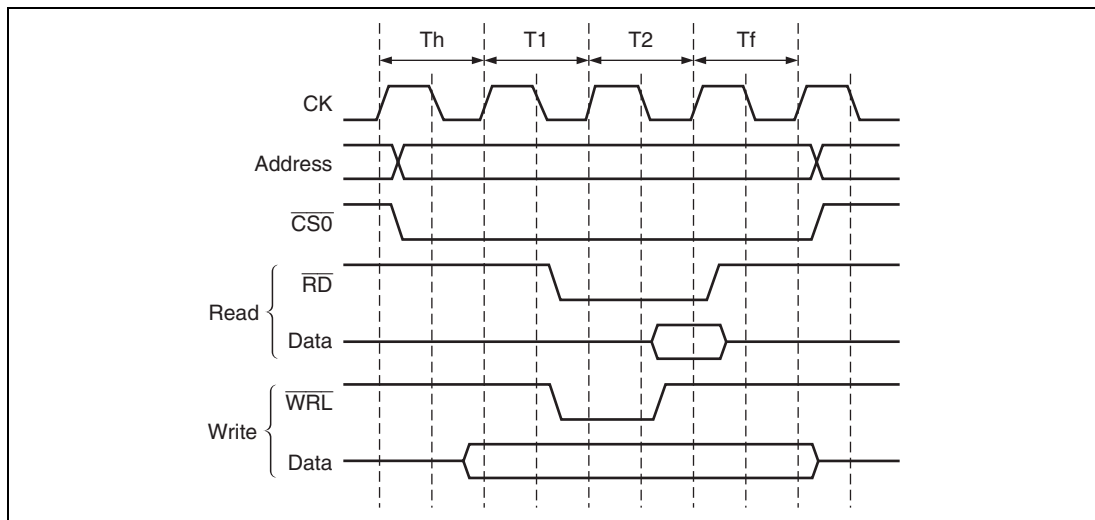 Th T1 T2 Tf
CK
Address
CS0
RD
Read
Data
WRL
Write
Data